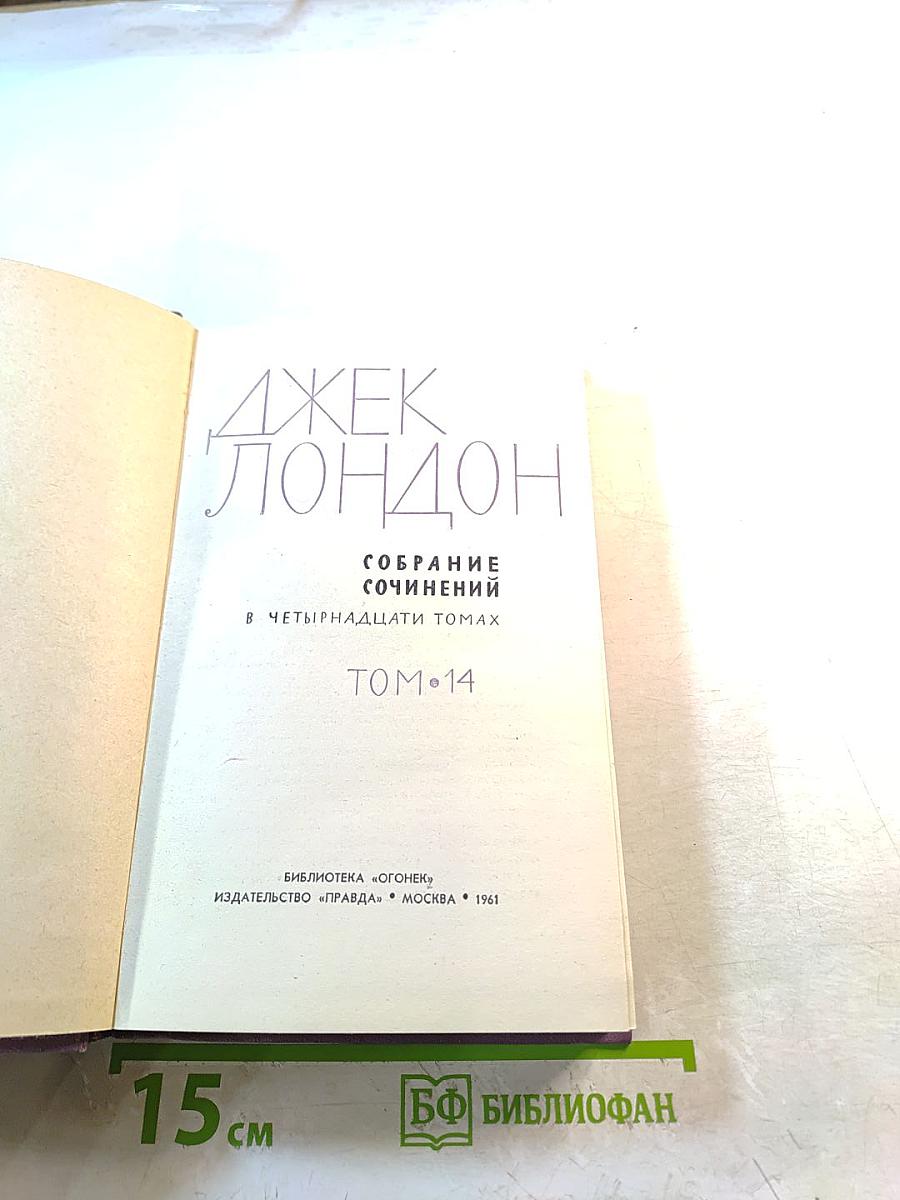 ДЖЕК
ЛОНДОН
СОБРАНИЕ
СОЧИНЕНИЙ
В ЧЕТЫРНАДЦАТИ ТОМАХ
ТОМ • 14
БИБЛИОТЕКА «ОГОНЕК»
ИЗДАТЕЛЬСТВО «ПРАВДА» • МОСКВА • 1961
15 см
БФ БИБЛИОФАН